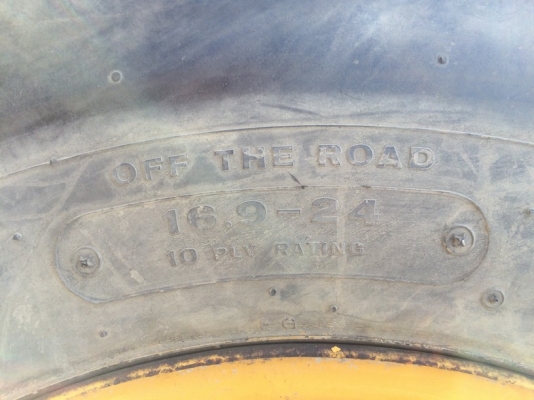 OFF THE ROAD
16.9-24
10 PLY RATING